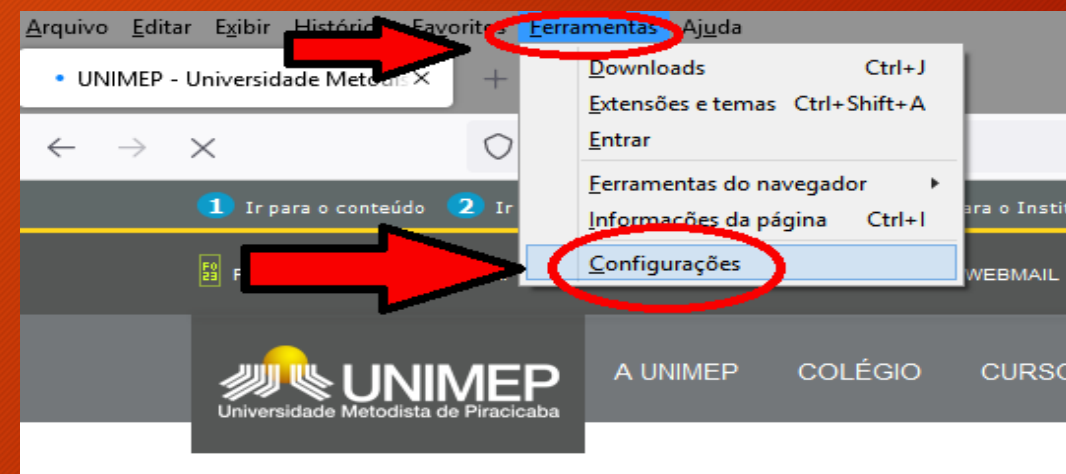 Arquivo Editar Exibir Histórico Favoritos Ferramentas Ajuda
UNIMEP - Universidade Metodis
Downloads Ctrl+J
Extensões e temas Ctrl+Shift+A
Entrar
Ferramentas do navegador
Informações da página Ctrl+I
Configurações
1 Ir para o conteúdo 2 Ir
ara o Instit
WEBMAIL
UNIMEP
Universidade Metodista de Piracicaba
A UNIMEP COLÉGIO CURSO